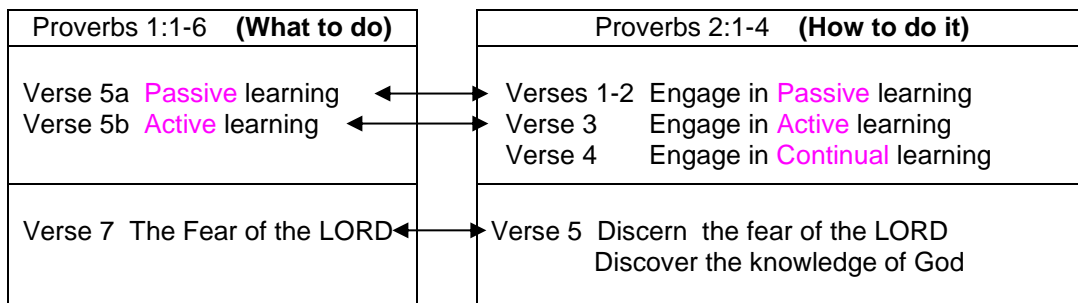 Proverbs 1:1-6 (What to do)
Verse 5a Passive learning
Verse 5b Active learning
Verse 7 The Fear of the LORD
Proverbs 2:1-4 (How to do it)
Verses 1-2 Engage in Passive learning
Verse 3 Engage in Active learning
Verse 4 Engage in Continual learning
Verse 5 Discern the fear of the LORD
Discover the knowledge of God